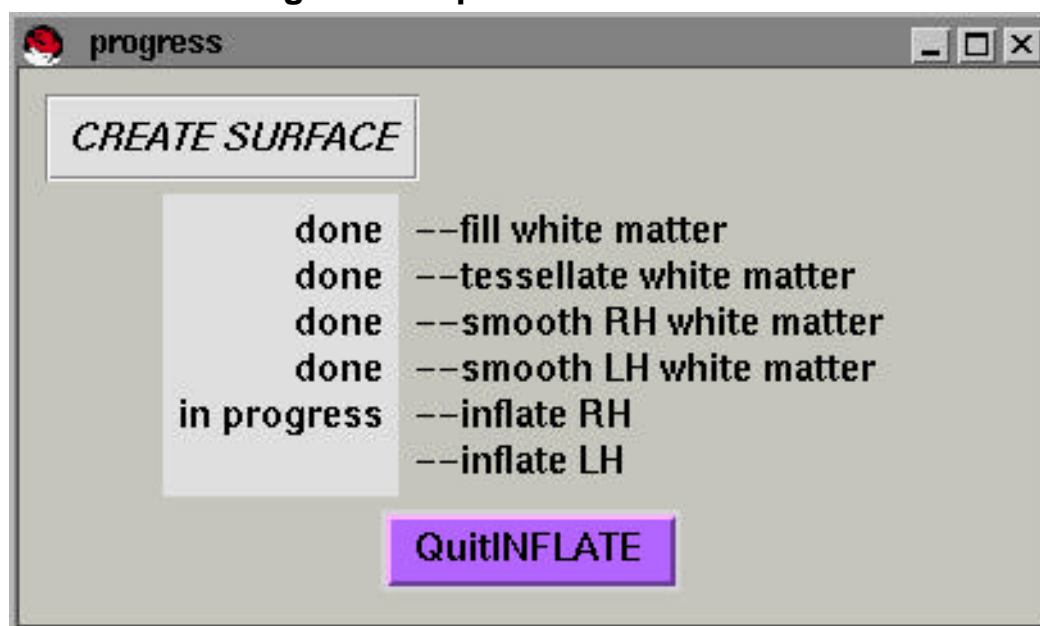 progress
CREATE SURFACE
done --fill white matter
done --tessellate white matter
done --smooth RH white matter
done --smooth LH white matter
in progress --inflate RH
--inflate LH
QuitINFLATE